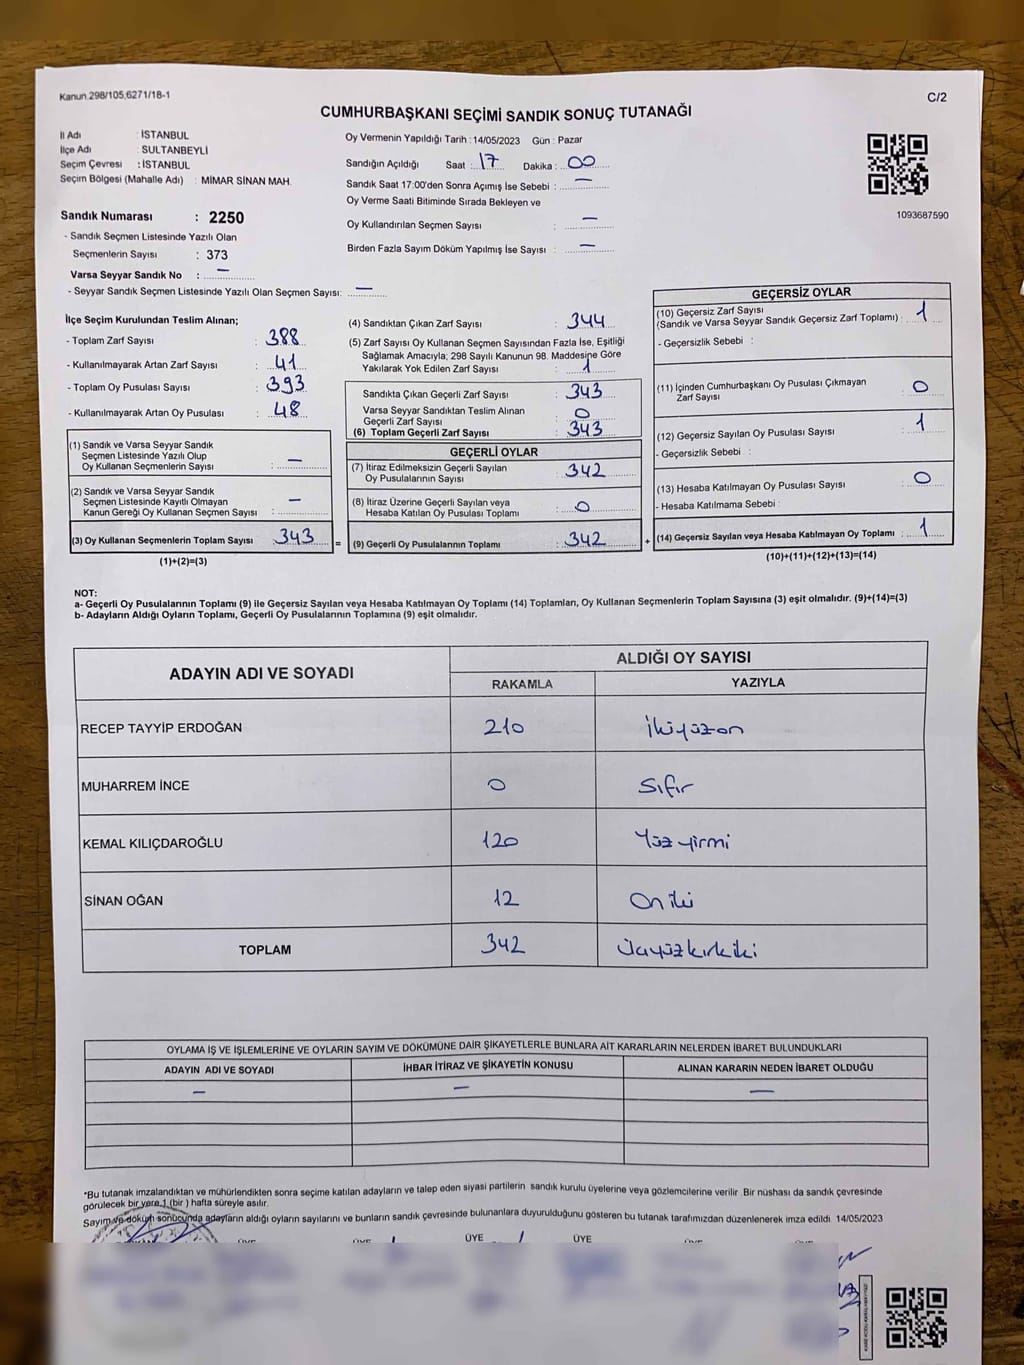 Kanun.298/105,6271/18-1
C/2
CUMHURBAŞKANI SEÇİMİ SANDIK SONUÇ TUTANAĞI
İl Adı : İSTANBUL
İlçe Adı : SULTANBEYLİ
Seçim Çevresi : İSTANBUL
Seçim Bölgesi (Mahalle Adı) : MİMAR SİNAN MAH.
Sandık Numarası : 2250
- Sandık Seçmen Listesinde Yazılı Olan
Seçmenlerin Sayısı : 373
Varsa Seyyar Sandık No : —
- Seyyar Sandık Seçmen Listesinde Yazılı Olan Seçmen Sayısı: —
Oy Vermenin Yapıldığı Tarih : 14/05/2023 Gün : Pazar
Sandığın Açıldığı Saat : 17 Dakika : 00
Sandık Saat 17:00'den Sonra Açımış İse Sebebi : —
Oy Verme Saati Bitiminde Sırada Bekleyen ve
Oy Kullandırılan Seçmen Sayısı : —
Birden Fazla Sayım Döküm Yapılmış İse Sayısı : —
1093687590
İlçe Seçim Kurulundan Teslim Alınan;
- Toplam Zarf Sayısı : 388
- Kullanılmayarak Artan Zarf Sayısı : 41
- Toplam Oy Pusulası Sayısı : 393
- Kullanılmayarak Artan Oy Pusulası : 48
(1) Sandık ve Varsa Seyyar Sandık
Seçmen Listesinde Yazılı Olup
Oy Kullanan Seçmenlerin Sayısı : —
(2) Sandık ve Varsa Seyyar Sandık
Seçmen Listesinde Kayıtlı Olmayan
Kanun Gereği Oy Kullanan Seçmen Sayısı : —
(3) Oy Kullanan Seçmenlerin Toplam Sayısı : 343 =
(1)+(2)=(3)
(4) Sandıktan Çıkan Zarf Sayısı : 344
(5) Zarf Sayısı Oy Kullanan Seçmen Sayısından Fazla İse, Eşitliği
Sağlamak Amacıyla; 298 Sayılı Kanunun 98. Maddesine Göre
Yakılarak Yok Edilen Zarf Sayısı : 1
Sandıkta Çıkan Geçerli Zarf Sayısı : 343
Varsa Seyyar Sandıktan Teslim Alınan
Geçerli Zarf Sayısı : 0
(6) Toplam Geçerli Zarf Sayısı : 343
GEÇERLİ OYLAR
(7) İtiraz Edilmeksizin Geçerli Sayılan
Oy Pusulalarının Sayısı : 342
(8) İtiraz Üzerine Geçerli Sayılan veya
Hesaba Katılan Oy Pusulası Toplamı : 0
(9) Geçerli Oy Pusulalarının Toplamı : 342 +
GEÇERSİZ OYLAR
(10) Geçersiz Zarf Sayısı
(Sandık ve Varsa Seyyar Sandık Geçersiz Zarf Toplamı) : 1
- Geçersizlik Sebebi :
(11) İçinden Cumhurbaşkanı Oy Pusulası Çıkmayan
Zarf Sayısı : 0
(12) Geçersiz Sayılan Oy Pusulası Sayısı : 1
- Geçersizlik Sebebi :
(13) Hesaba Katılmayan Oy Pusulası Sayısı : 0
- Hesaba Katılmama Sebebi :
(14) Geçersiz Sayılan veya Hesaba Katılmayan Oy Toplamı : 1
(10)+(11)+(12)+(13)=(14)
NOT:
a- Geçerli Oy Pusulalarının Toplamı (9) ile Geçersiz Sayılan veya Hesaba Katılmayan Oy Toplamı (14) Toplamları, Oy Kullanan Seçmenlerin Toplam Sayısına (3) eşit olmalıdır. (9)+(14)=(3)
b- Adayların Aldığı Oyların Toplamı, Geçerli Oy Pusulalarının Toplamına (9) eşit olmalıdır.
ADAYIN ADI VE SOYADI ALDIĞI OY SAYISI
RAKAMLA YAZIYLA
RECEP TAYYİP ERDOĞAN 210 İkiyüzon
MUHARREM İNCE 0 Sıfır
KEMAL KILIÇDAROĞLU 120 Yüzyirmi
SİNAN OĞAN 12 Oniki
TOPLAM 342 Üçyüzkırkiki
OYLAMA İŞ VE İŞLEMLERİNE VE OYLARIN SAYIM VE DÖKÜMÜNE DAİR ŞİKAYETLERLE BUNLARA AİT KARARLARIN NELERDEN İBARET BULUNDUKLARI
ADAYIN ADI VE SOYADI İHBAR İTİRAZ VE ŞİKAYETİN KONUSU ALINAN KARARIN NEDEN İBARET OLDUĞU
— — —
*Bu tutanak imzalandıktan ve mühürlendikten sonra seçime katılan adayların ve talep eden siyasi partilerin sandık kurulu üyelerine veya gözlemcilerine verilir. Bir nüshası da sandık çevresinde
görülecek bir yere 1 (bir) hafta süreyle asılır.
Sayım ve döküm sonucunda adayların aldığı oyların sayılarını ve bunların sandık çevresinde bulunanlara duyurulduğunu gösteren bu tutanak tarafımızdan düzenlenerek imza edildi. 14/05/2023
ÜYE ÜYE ÜYE ÜYE